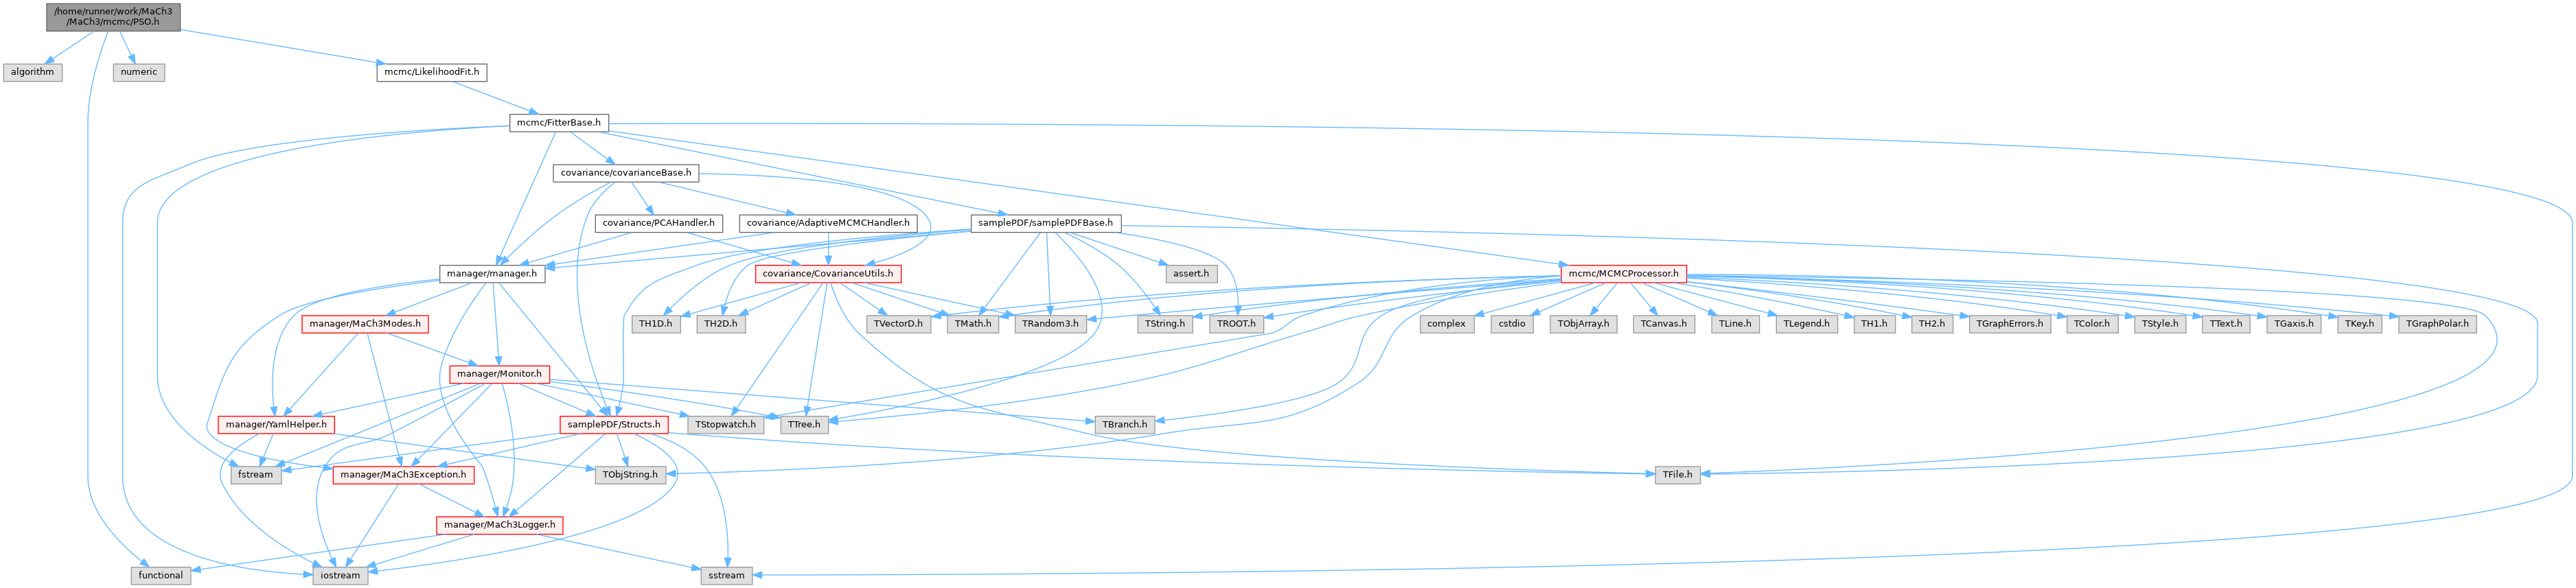 /home/runner/work/MaCh3
/MaCh3/mcmc/PSO.h
algorithm
numeric
mcmc/LikelihoodFit.h
mcmc/FitterBase.h
covariance/covarianceBase.h
covariance/PCAHandler.h
covariance/AdaptiveMCMCHandler.h
samplePDF/samplePDFBase.h
manager/manager.h
covariance/CovarianceUtils.h
assert.h
mcmc/MCMCProcessor.h
manager/MaCh3Modes.h
TH1D.h
TH2D.h
TVectorD.h
TMath.h
TRandom3.h
TString.h
TROOT.h
complex
cstdio
TObjArray.h
TCanvas.h
TLine.h
TLegend.h
TH1.h
TH2.h
TGraphErrors.h
TColor.h
TStyle.h
TText.h
TGaxis.h
TKey.h
TGraphPolar.h
manager/Monitor.h
manager/YamlHelper.h
samplePDF/Structs.h
TStopwatch.h
TTree.h
TBranch.h
fstream
manager/MaCh3Exception.h
TObjString.h
TFile.h
manager/MaCh3Logger.h
functional
iostream
sstream